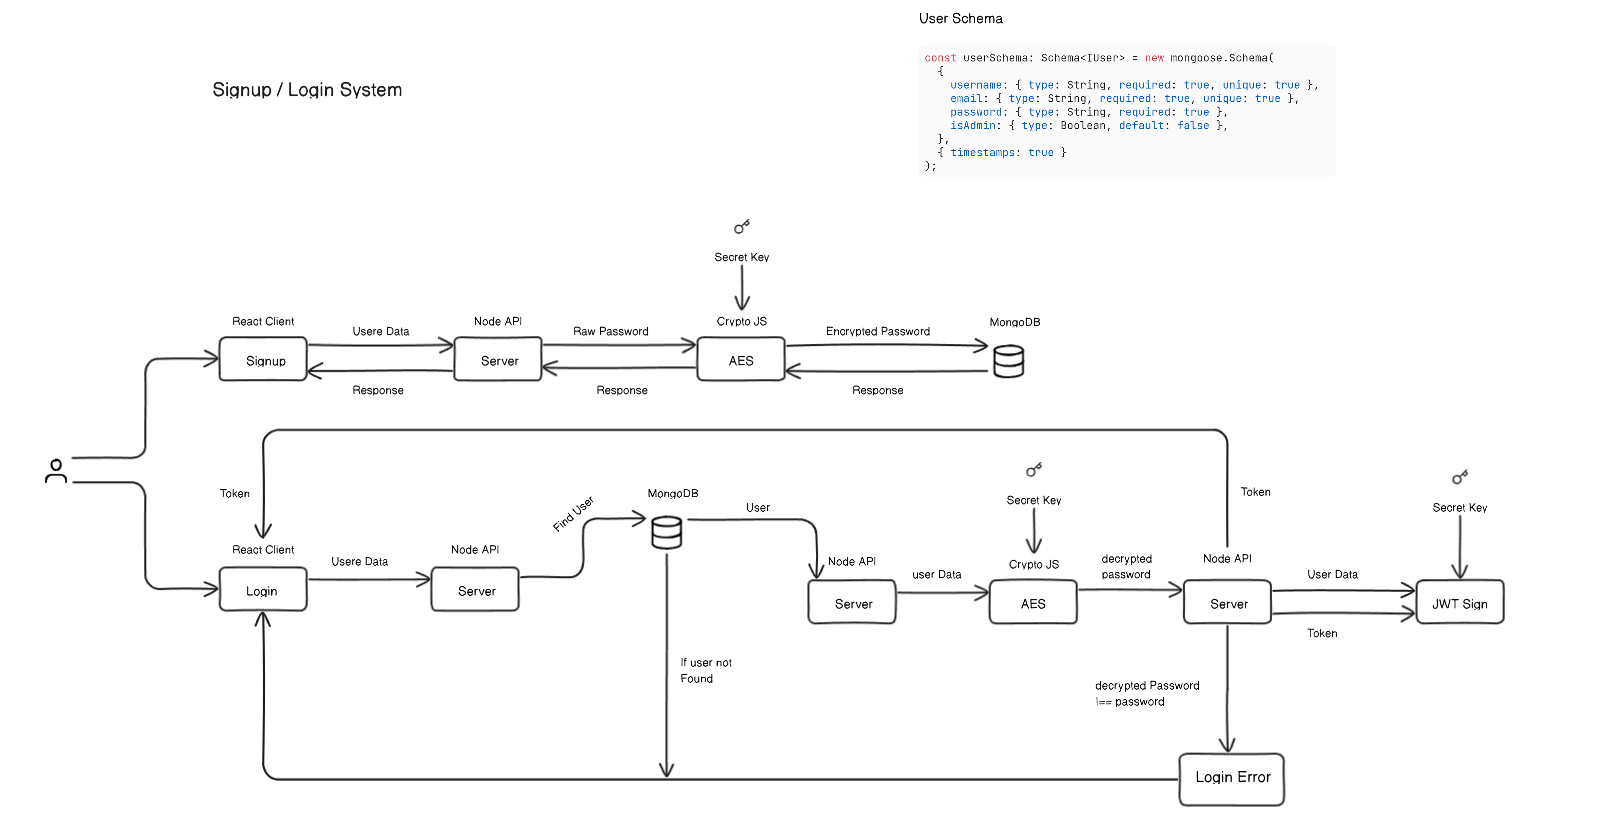 User Schema
Signup / Login System
const userSchema: Schema<IUser> = new mongoose.Schema(
{
username: { type: String, required: true, unique: true },
email: { type: String, required: true, unique: true },
password: { type: String, required: true },
isAdmin: { type: Boolean, default: false },
},
{ timestamps: true }
);
Secret Key
React Client
Usere Data
Node API
Raw Password
Crypto JS
Encrypted Password
MongoDB
Signup
Server
AES
Response
Response
Response
Token
Find User
MongoDB
User
Secret Key
Token
Secret Key
React Client
Usere Data
Node API
Node API
user Data
Crypto JS
decrypted
password
Node API
User Data
Login
Server
Server
AES
Server
JWT Sign
Token
If user not
Found
decrypted Password
!== password
Login Error